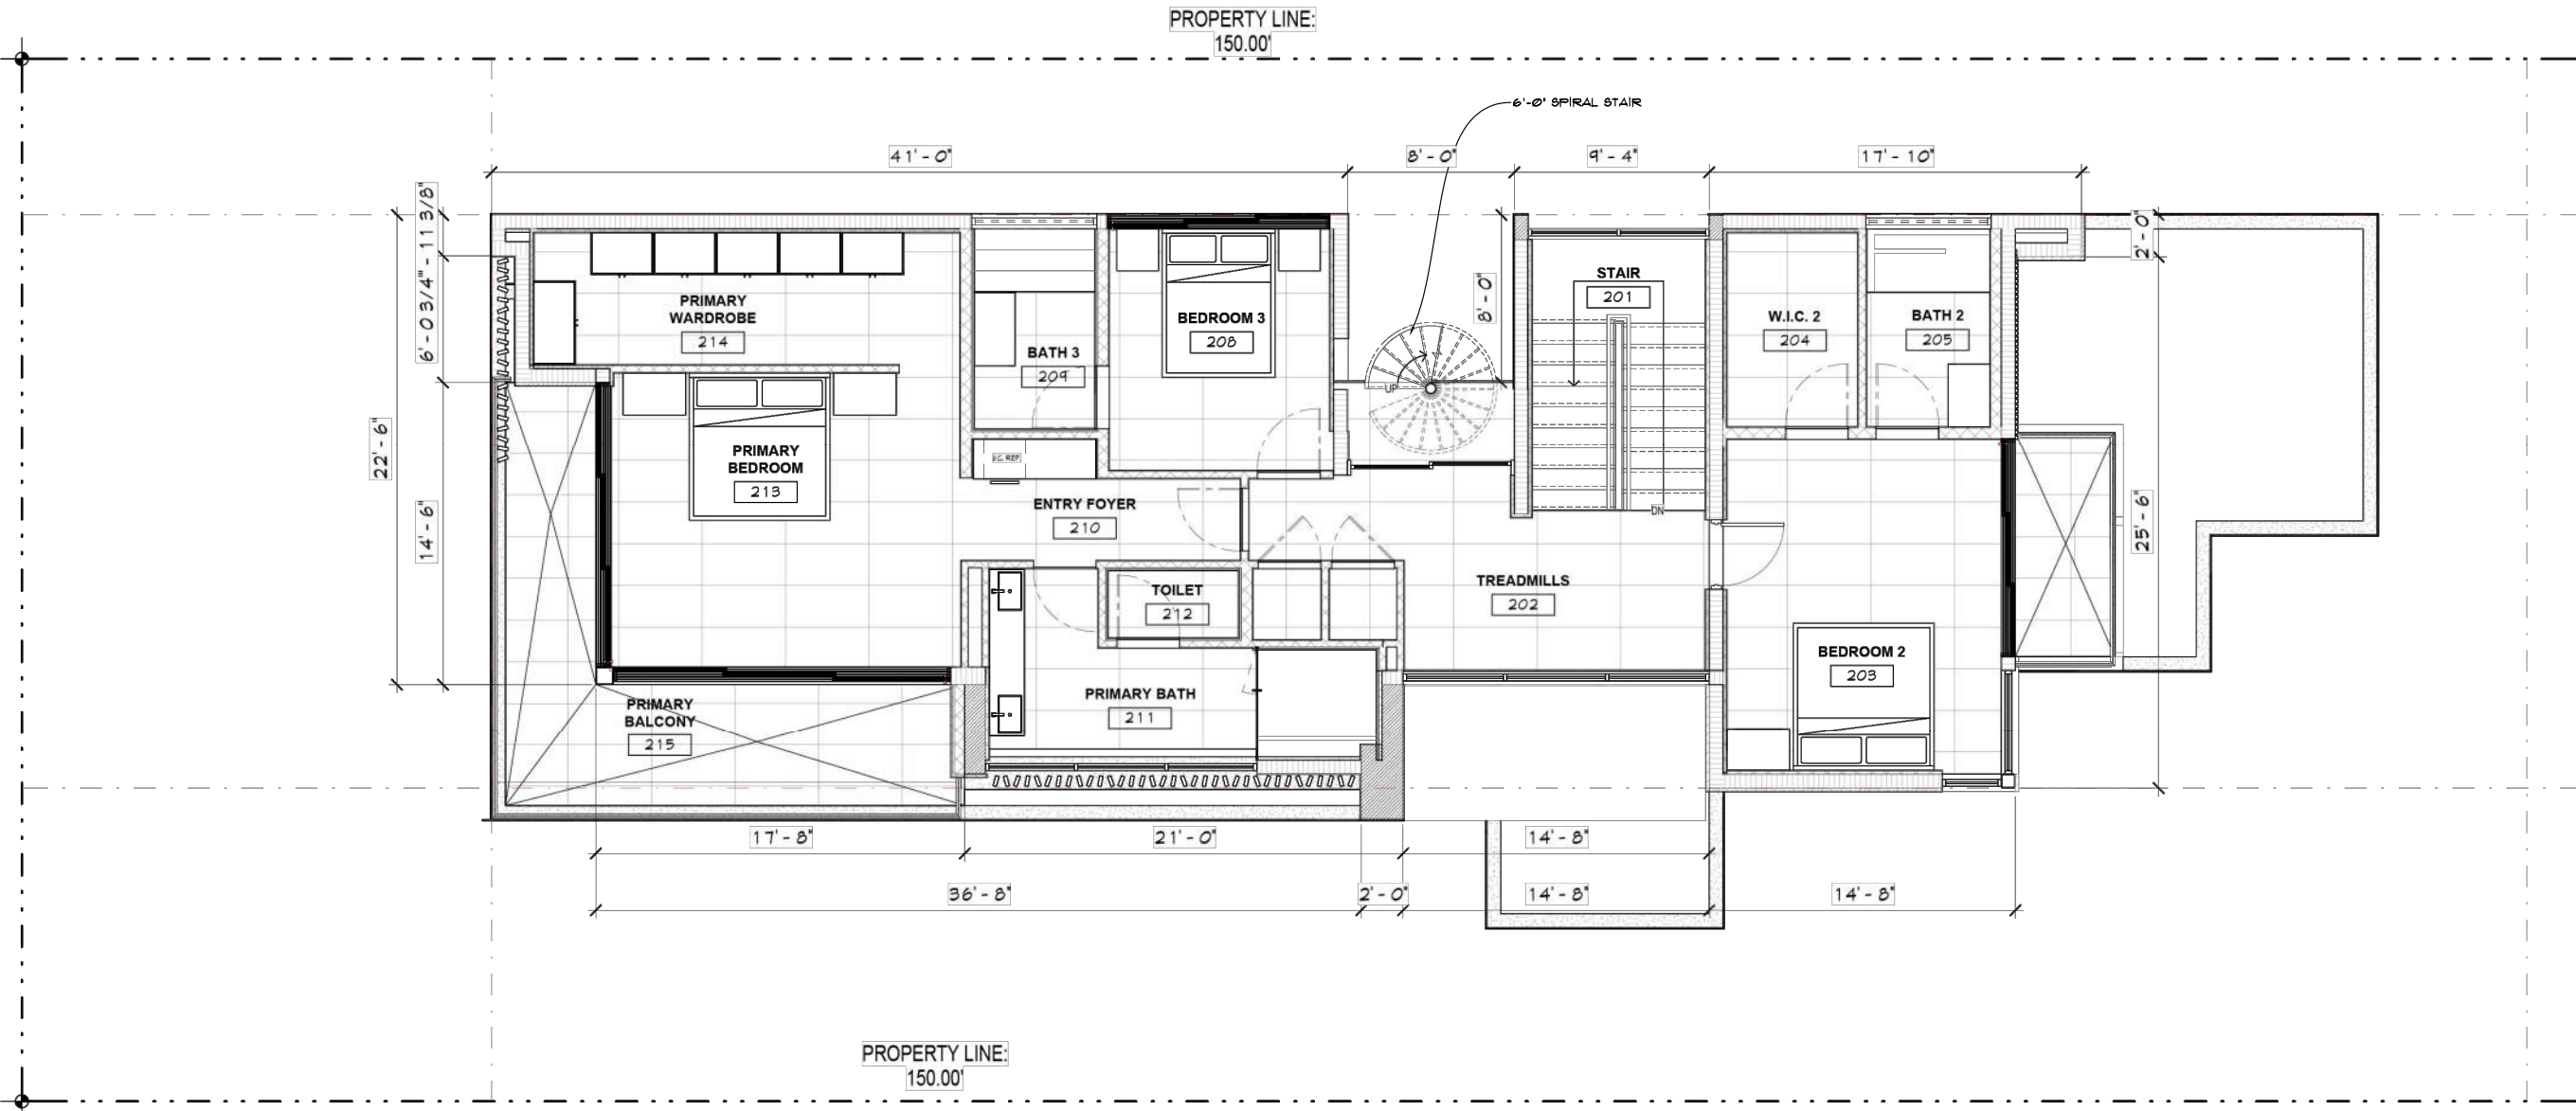 PROPERTY LINE:
150.00'
6'-0" SPIRAL STAIR
41'-0"
8'-0"
9'-4"
17'-10"
6'-0 3/4"
11 3/8"
22'-6"
14'-6"
8'-0"
2'-0"
25'-6"
STAIR
201
PRIMARY
WARDROBE
214
BEDROOM 3
208
W.I.C. 2
204
BATH 2
205
BATH 3
209
UP
PRIMARY
BEDROOM
213
U.C. REF
ENTRY FOYER
210
DN
TOILET
212
TREADMILLS
202
BEDROOM 2
203
PRIMARY BATH
211
PRIMARY
BALCONY
215
17'-8"
21'-0"
14'-8"
36'-8"
2'-0"
14'-8"
14'-8"
PROPERTY LINE:
150.00'